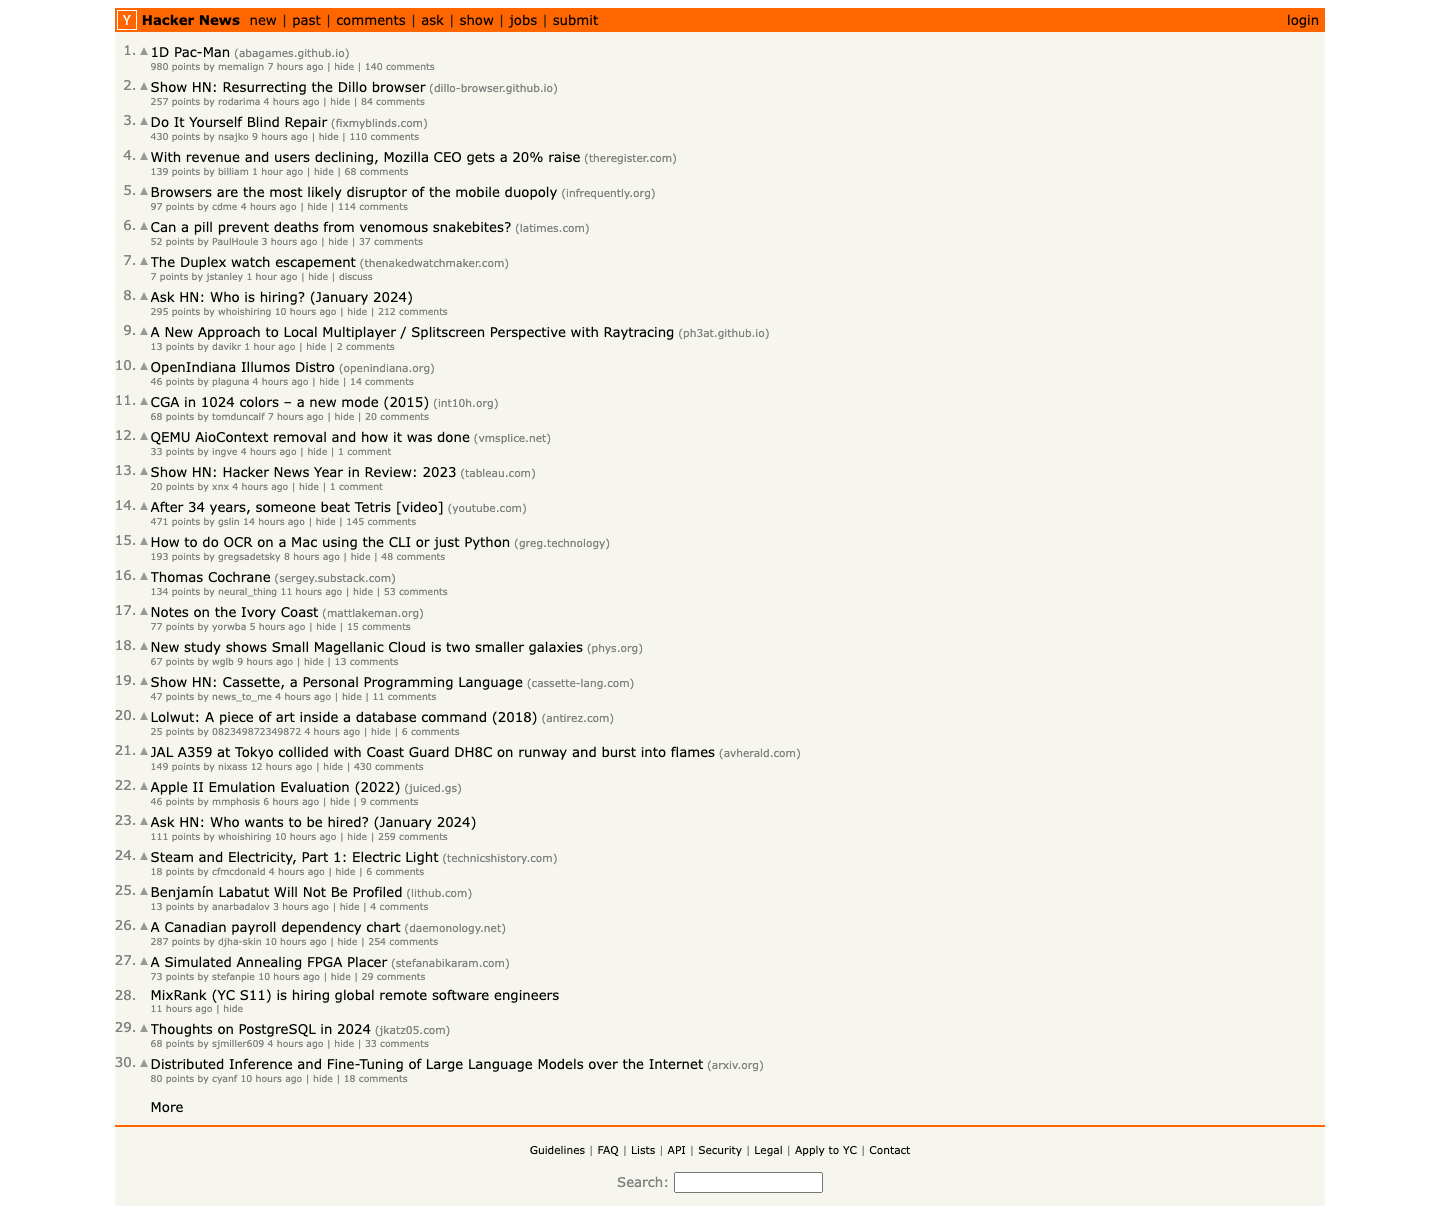 Y Hacker News new | past | comments | ask | show | jobs | submit login
1. ▲ 1D Pac-Man (abagames.github.io)
980 points by memalign 7 hours ago | hide | 140 comments
2. ▲ Show HN: Resurrecting the Dillo browser (dillo-browser.github.io)
257 points by rodarima 4 hours ago | hide | 84 comments
3. ▲ Do It Yourself Blind Repair (fixmyblinds.com)
430 points by nsajko 9 hours ago | hide | 110 comments
4. ▲ With revenue and users declining, Mozilla CEO gets a 20% raise (theregister.com)
139 points by billiam 1 hour ago | hide | 68 comments
5. ▲ Browsers are the most likely disruptor of the mobile duopoly (infrequently.org)
97 points by cdme 4 hours ago | hide | 114 comments
6. ▲ Can a pill prevent deaths from venomous snakebites? (latimes.com)
52 points by PaulHoule 3 hours ago | hide | 37 comments
7. ▲ The Duplex watch escapement (thenakedwatchmaker.com)
7 points by jstanley 1 hour ago | hide | discuss
8. ▲ Ask HN: Who is hiring? (January 2024)
295 points by whoishiring 10 hours ago | hide | 212 comments
9. ▲ A New Approach to Local Multiplayer / Splitscreen Perspective with Raytracing (ph3at.github.io)
13 points by davikr 1 hour ago | hide | 2 comments
10. ▲ OpenIndiana Illumos Distro (openindiana.org)
46 points by plaguna 4 hours ago | hide | 14 comments
11. ▲ CGA in 1024 colors – a new mode (2015) (int10h.org)
68 points by tomduncalf 7 hours ago | hide | 20 comments
12. ▲ QEMU AioContext removal and how it was done (vmsplice.net)
33 points by ingve 4 hours ago | hide | 1 comment
13. ▲ Show HN: Hacker News Year in Review: 2023 (tableau.com)
20 points by xnx 4 hours ago | hide | 1 comment
14. ▲ After 34 years, someone beat Tetris [video] (youtube.com)
471 points by gslin 14 hours ago | hide | 145 comments
15. ▲ How to do OCR on a Mac using the CLI or just Python (greg.technology)
193 points by gregsadetsky 8 hours ago | hide | 48 comments
16. ▲ Thomas Cochrane (sergey.substack.com)
134 points by neural_thing 11 hours ago | hide | 53 comments
17. ▲ Notes on the Ivory Coast (mattlakeman.org)
77 points by yorwba 5 hours ago | hide | 15 comments
18. ▲ New study shows Small Magellanic Cloud is two smaller galaxies (phys.org)
67 points by wglb 9 hours ago | hide | 13 comments
19. ▲ Show HN: Cassette, a Personal Programming Language (cassette-lang.com)
47 points by news_to_me 4 hours ago | hide | 11 comments
20. ▲ Lolwut: A piece of art inside a database command (2018) (antirez.com)
25 points by 082349872349872 4 hours ago | hide | 6 comments
21. ▲ JAL A359 at Tokyo collided with Coast Guard DH8C on runway and burst into flames (avherald.com)
149 points by nixass 12 hours ago | hide | 430 comments
22. ▲ Apple II Emulation Evaluation (2022) (juiced.gs)
46 points by mmphosis 6 hours ago | hide | 9 comments
23. ▲ Ask HN: Who wants to be hired? (January 2024)
111 points by whoishiring 10 hours ago | hide | 259 comments
24. ▲ Steam and Electricity, Part 1: Electric Light (technicshistory.com)
18 points by cfmcdonald 4 hours ago | hide | 6 comments
25. ▲ Benjamín Labatut Will Not Be Profiled (lithub.com)
13 points by anarbadalov 3 hours ago | hide | 4 comments
26. ▲ A Canadian payroll dependency chart (daemonology.net)
287 points by djha-skin 10 hours ago | hide | 254 comments
27. ▲ A Simulated Annealing FPGA Placer (stefanabikaram.com)
73 points by stefanpie 10 hours ago | hide | 29 comments
28. MixRank (YC S11) is hiring global remote software engineers
11 hours ago | hide
29. ▲ Thoughts on PostgreSQL in 2024 (jkatz05.com)
68 points by sjmiller609 4 hours ago | hide | 33 comments
30. ▲ Distributed Inference and Fine-Tuning of Large Language Models over the Internet (arxiv.org)
80 points by cyanf 10 hours ago | hide | 18 comments
More
Guidelines | FAQ | Lists | API | Security | Legal | Apply to YC | Contact
Search: